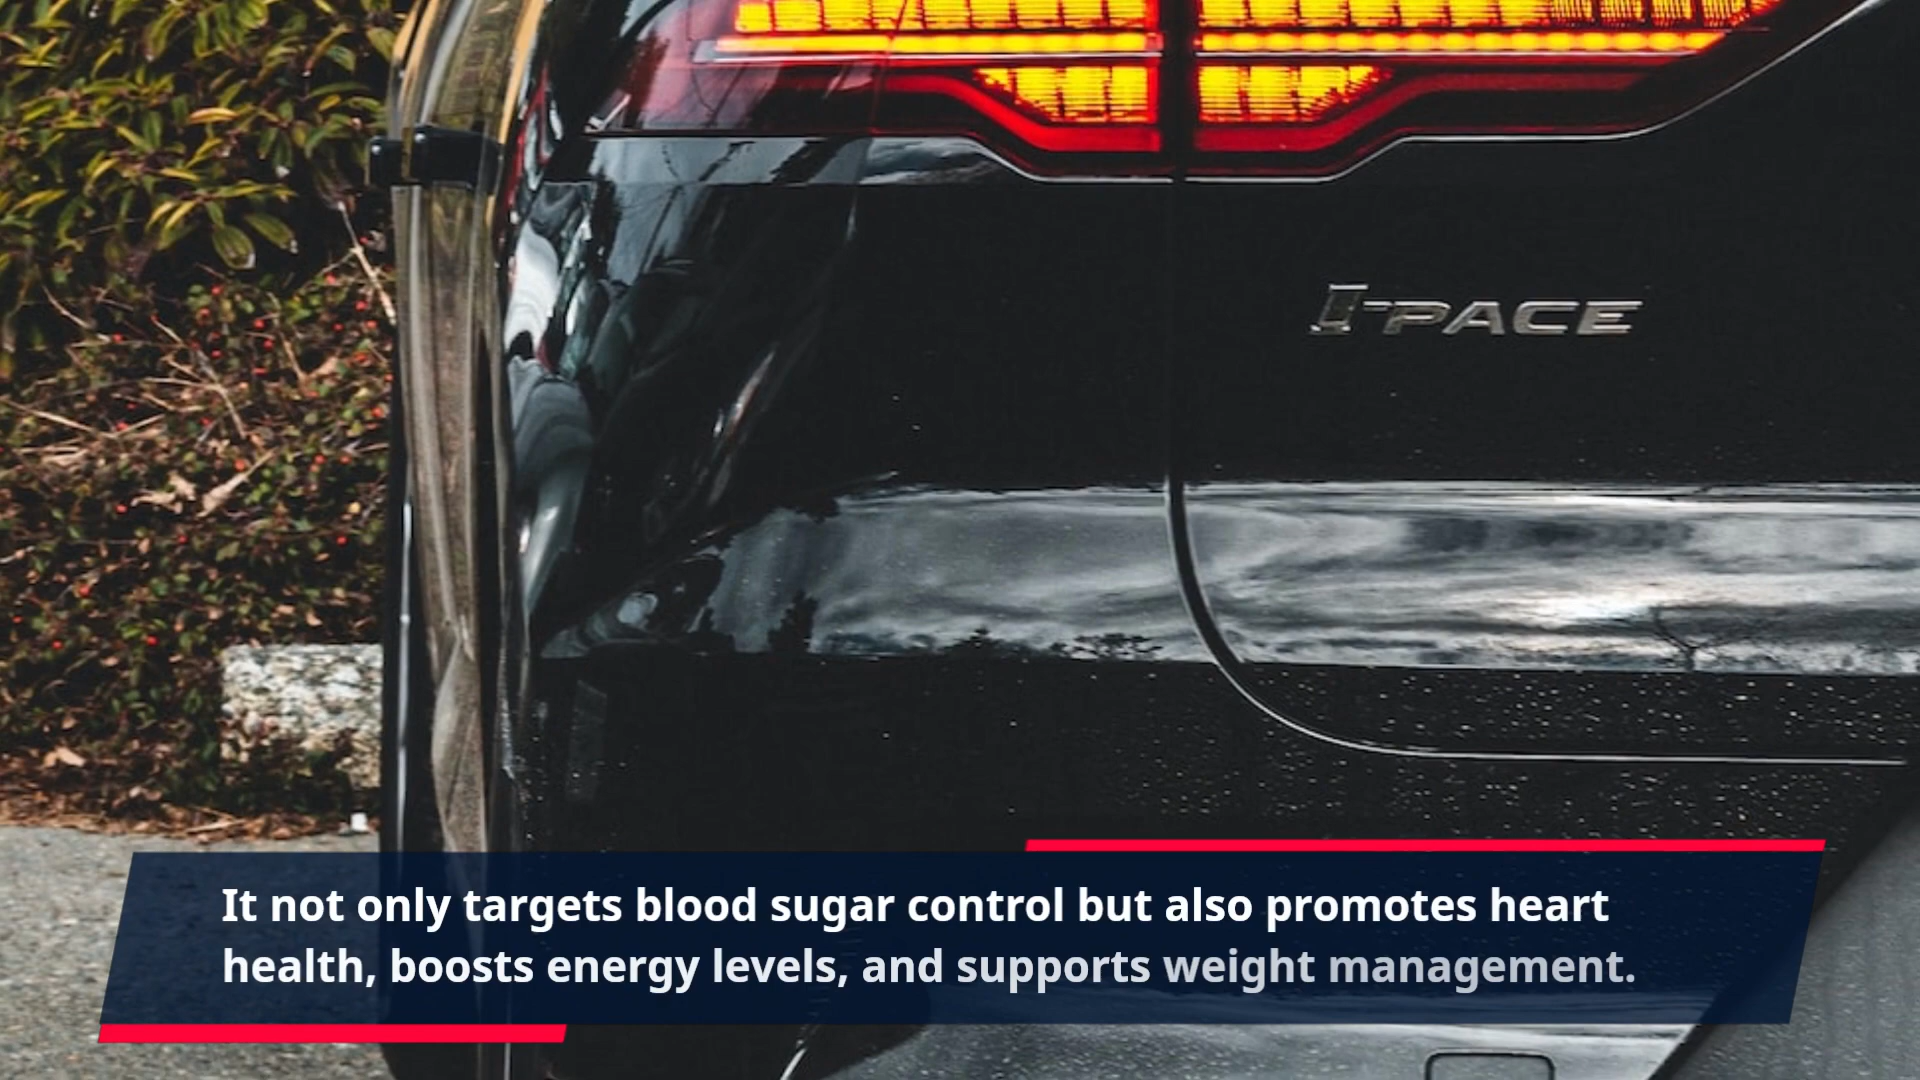 I-PACE
It not only targets blood sugar control but also promotes heart
health, boosts energy levels, and supports weight management.